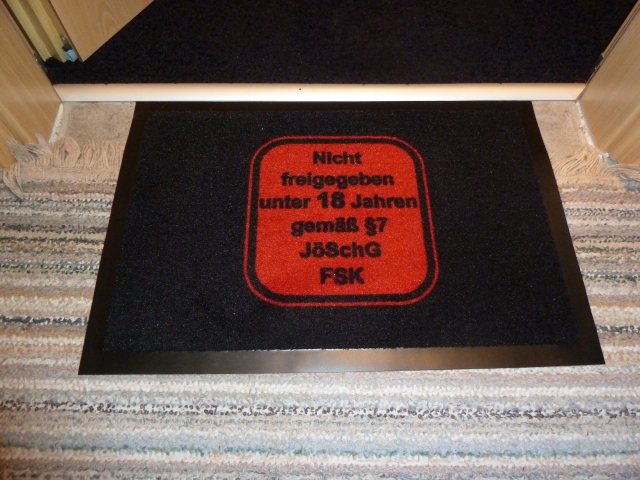 Nicht
freigegeben
unter 18 Jahren
gemäß §7
JöSchG
FSK